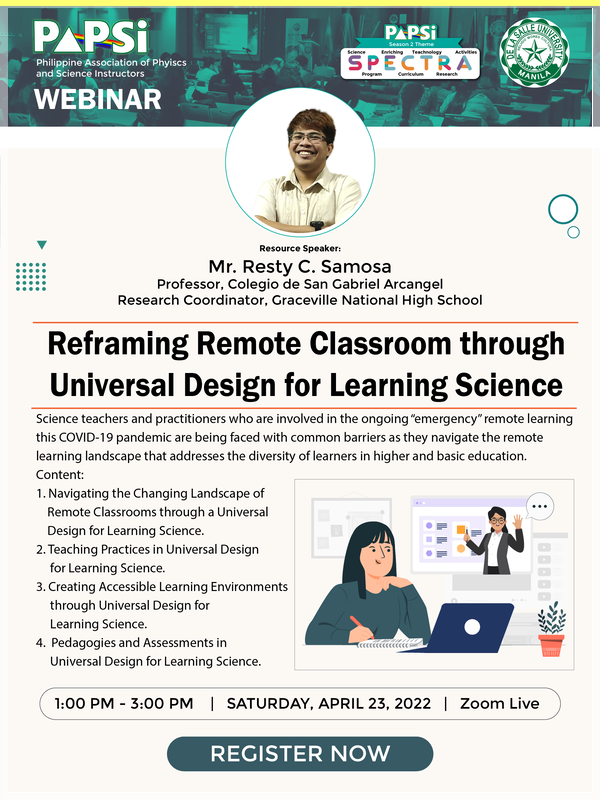 PAPSi
Philippine Association of Phyiscs
and Science Instructors
WEBINAR
PAPSi
Season 2 Theme
Science Enriching Teechnology Activities
SPECTRA
Program Curriculum Research
DE LA SALLE UNIVERSITY
MANILA
Resource Speaker:
Mr. Resty C. Samosa
Professor, Colegio de San Gabriel Arcangel
Research Coordinator, Graceville National High School
Reframing Remote Classroom through
Universal Design for Learning Science
Science teachers and practitioners who are involved in the ongoing “emergency” remote learning
this COVID-19 pandemic are being faced with common barriers as they navigate the remote
learning landscape that addresses the diversity of learners in higher and basic education.
Content:
1. Navigating the Changing Landscape of
Remote Classrooms through a Universal
Design for Learning Science.
2. Teaching Practices in Universal Design
for Learning Science.
3. Creating Accessible Learning Environments
through Universal Design for
Learning Science.
4. Pedagogies and Assessments in
Universal Design for Learning Science.
1:00 PM - 3:00 PM | SATURDAY, APRIL 23, 2022 | Zoom Live
REGISTER NOW